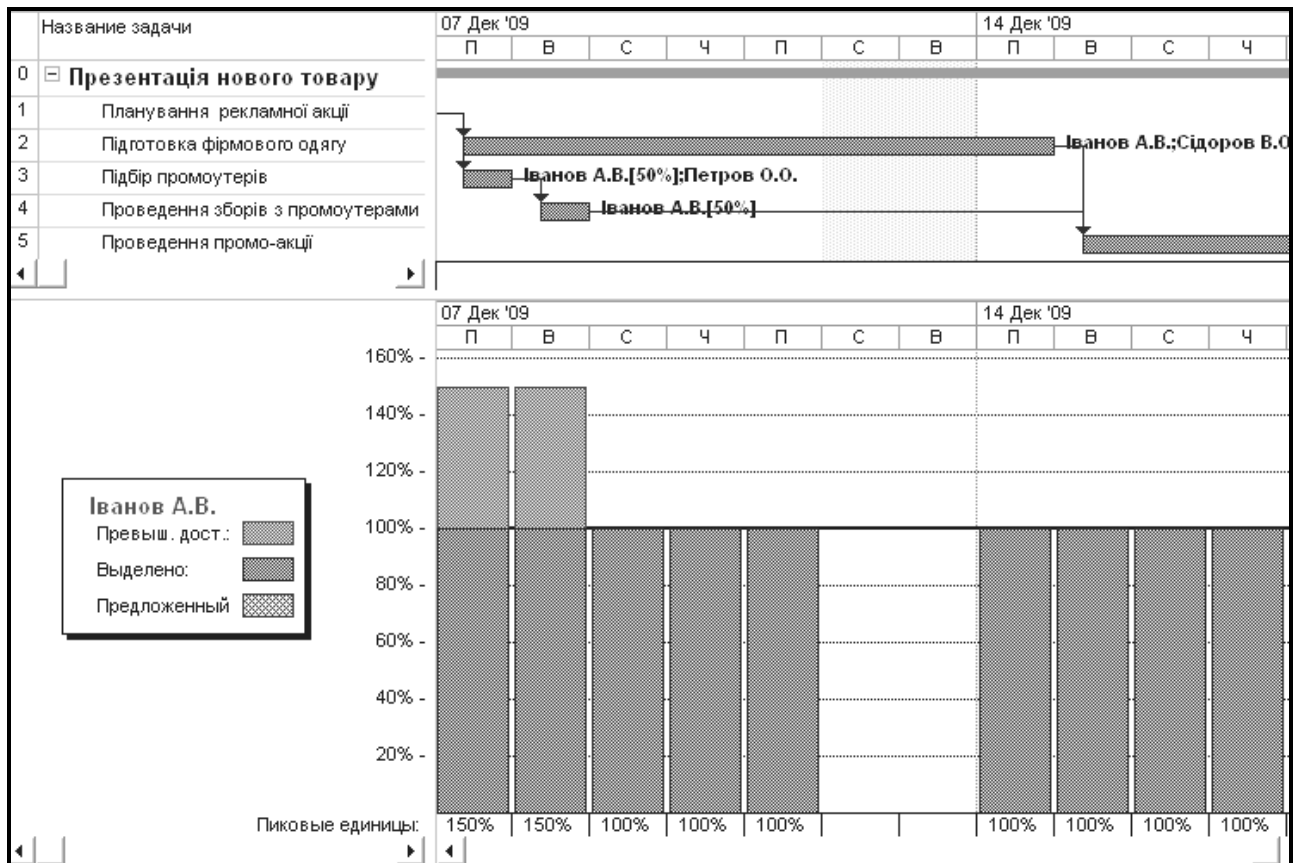 Название задачи
07 Дек '09 14 Дек '09
П В С Ч П С В П В С Ч
0 Презентація нового товару
1 Планування рекламної акції
2 Підготовка фірмового одягу Іванов А.В.;Сідоров В.О
3 Підбір промоутерів Іванов А.В.[50%];Петров О.О.
4 Проведення зборів з промоутерами Іванов А.В.[50%]
5 Проведення промо-акції
07 Дек '09 14 Дек '09
П В С Ч П С В П В С Ч
160%
140%
120%
100%
80%
60%
40%
20%
Іванов А.В.
Превыш. дост.:
Выделено:
Предложенный
Пиковые единицы: 150% 150% 100% 100% 100% 100% 100% 100% 100%